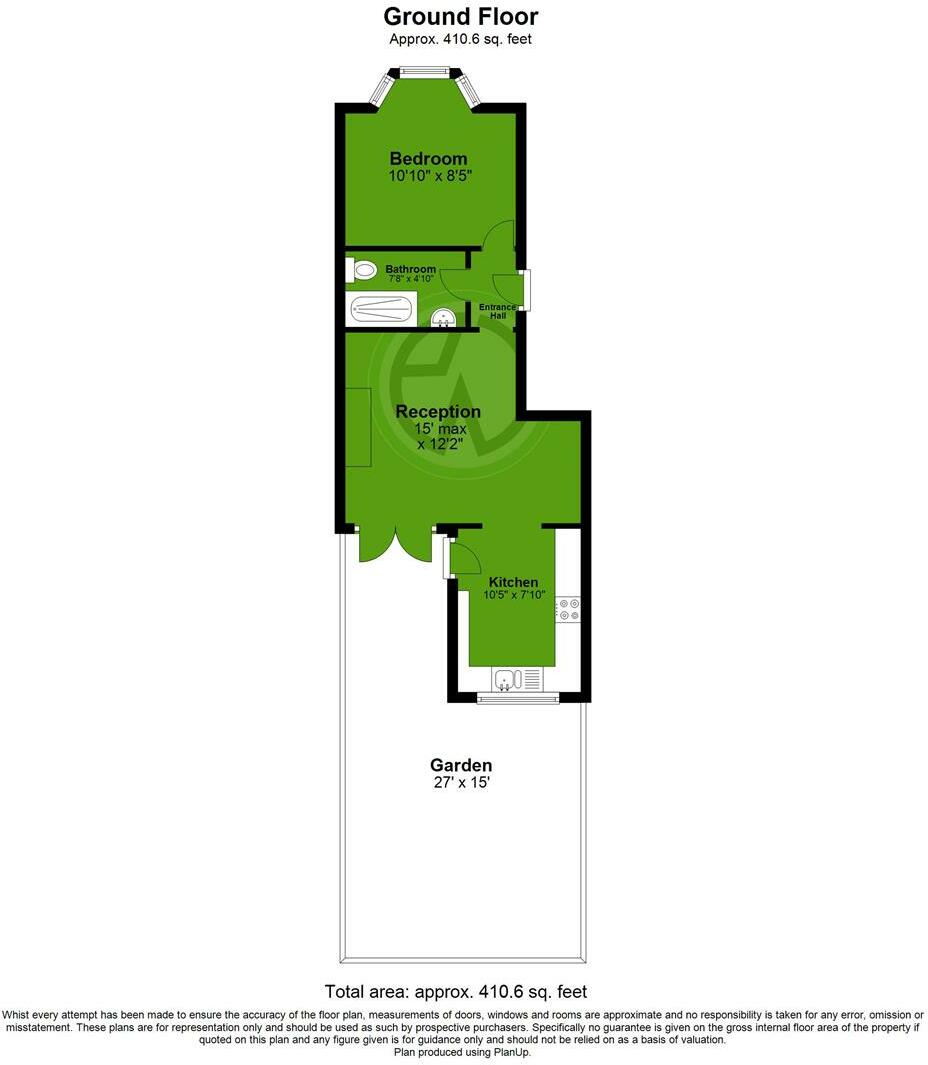 Ground Floor
Approx. 410.6 sq. feet
Bedroom
10'10" x 8'5"
Bathroom
7'8" x 4'10"
Entrance
Hall
Reception
15' max
x 12'2"
Kitchen
10'5" x 7'10"
Garden
27' x 15'
Total area: approx. 410.6 sq. feet
Whist every attempt has been made to ensure the accuracy of the floor plan, measurements of doors, windows and rooms are approximate and no responsibility is taken for any error, omission or
misstatement. These plans are for representation only and should be used as such by prospective purchasers. Specifically no guarantee is given on the gross internal floor area of the property if
quoted on this plan and any figure given is for guidance only and should not be relied on as a basis of valuation.
Plan produced using PlanUp.